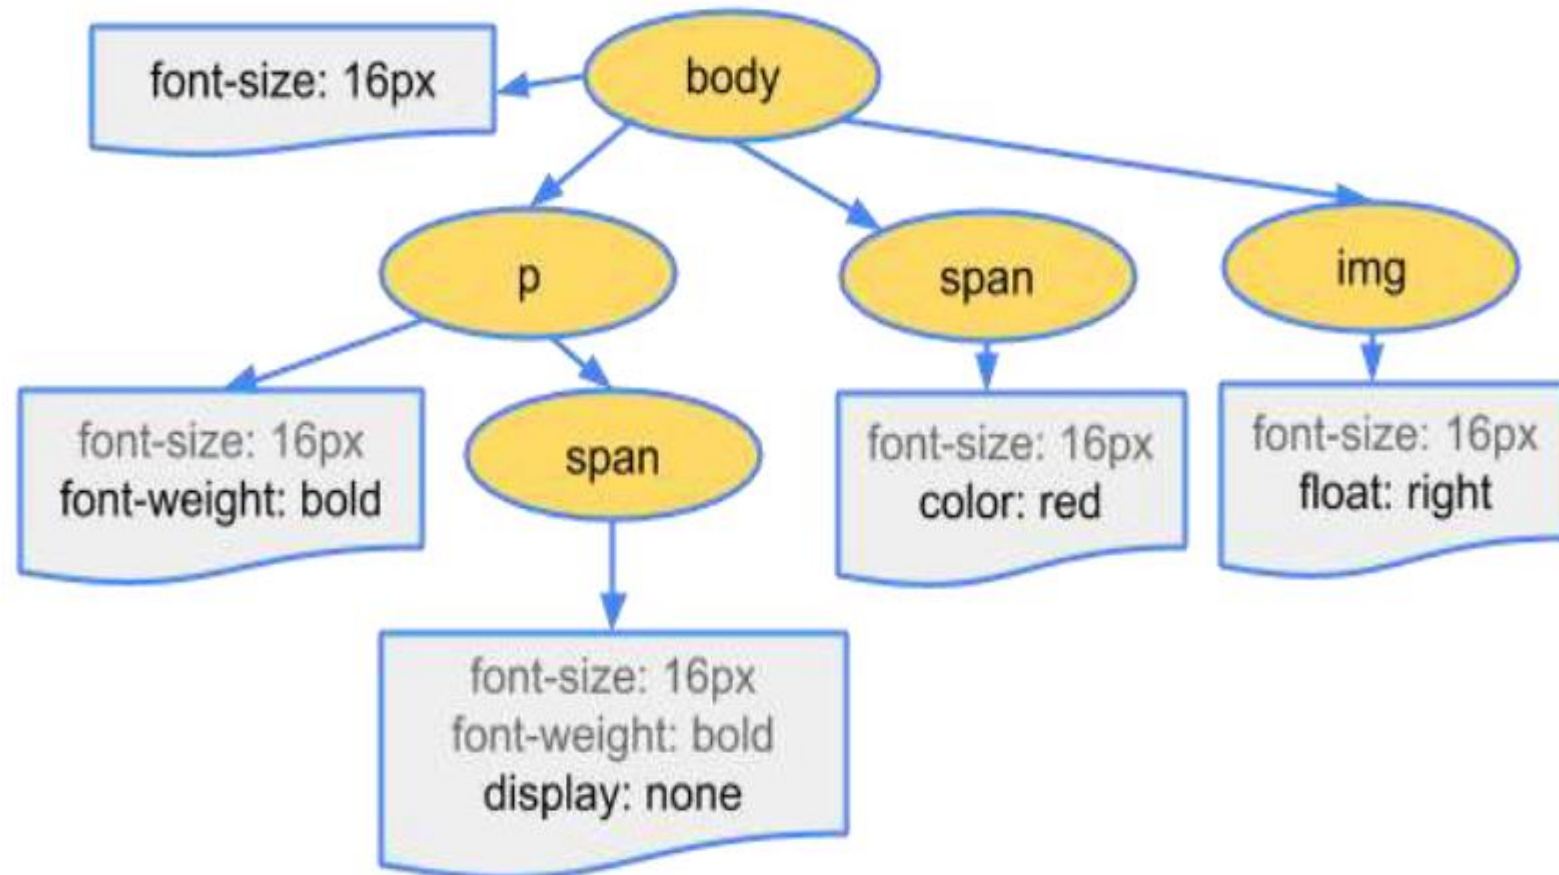 font-size: 16px
body
p
span
img
font-size: 16px
font-weight: bold
span
font-size: 16px
color: red
font-size: 16px
float: right
font-size: 16px
font-weight: bold
display: none